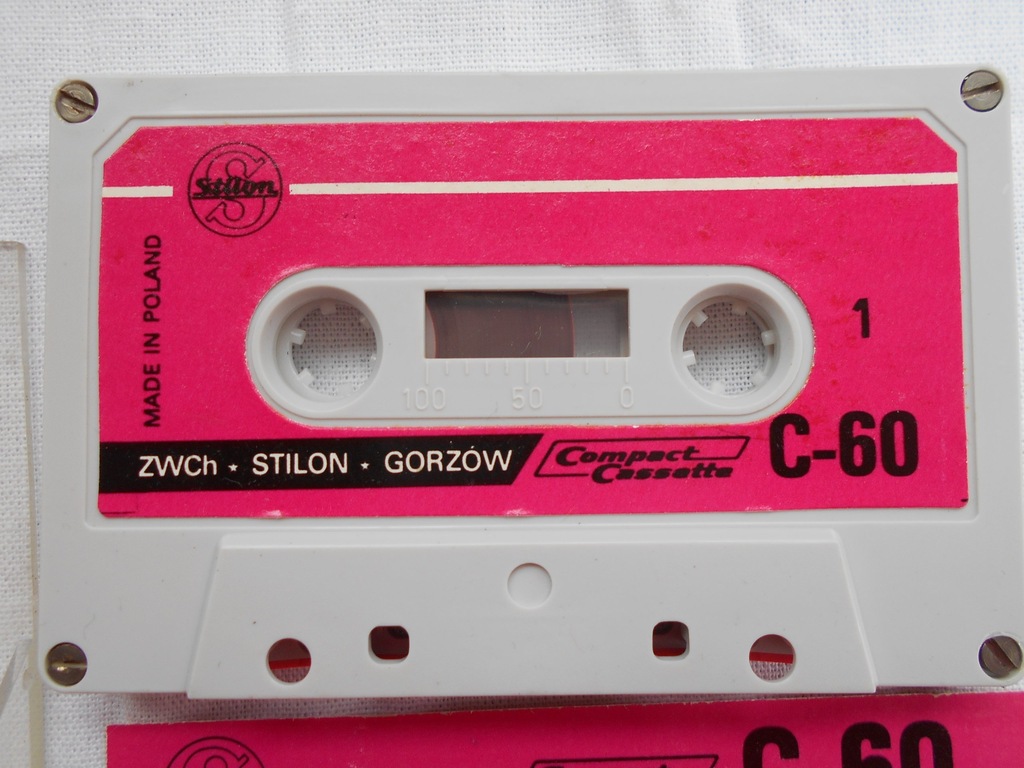 Stilon
MADE IN POLAND
1
100 50 0
ZWCh ⋆ STILON ⋆ GORZÓW
Compact
Cassette
C-60
C-60